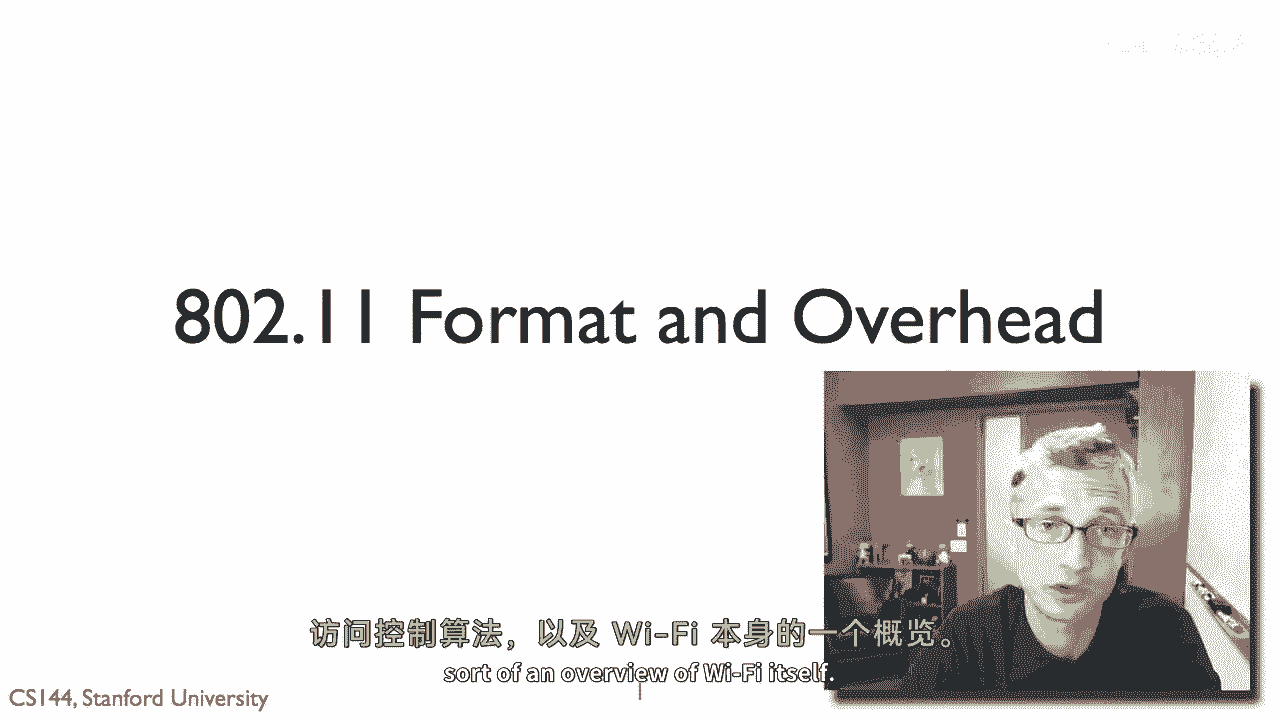 802.11 Format and Overhead
访问控制算法，以及 Wi-Fi 本身的一个概览。
sort of an overview of Wi-Fi itself.
CS144, Stanford University